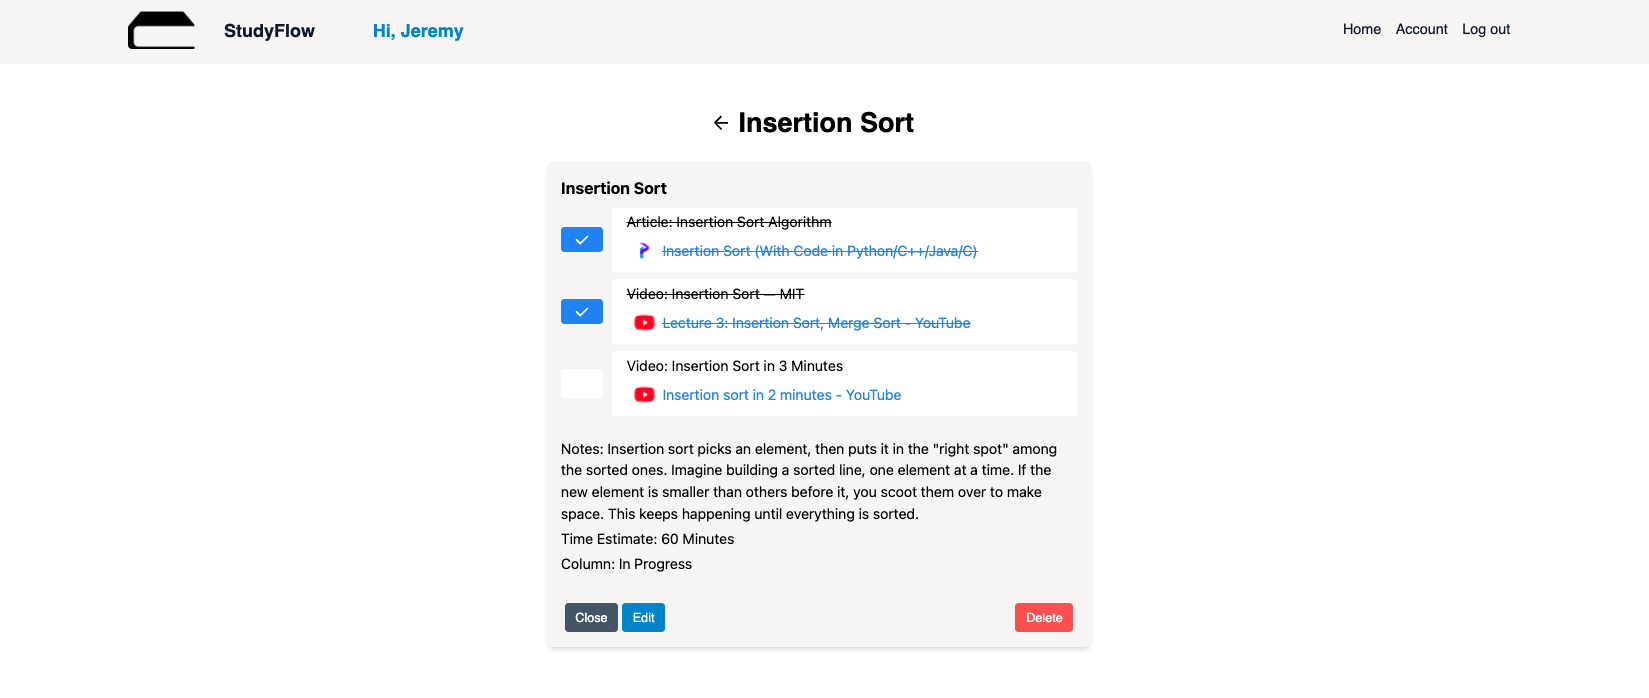 StudyFlow
Hi, Jeremy
Home
Account
Log out
← Insertion Sort
Insertion Sort
Article: Insertion Sort Algorithm
Insertion Sort (With Code in Python/C++/Java/C)
Video: Insertion Sort — MIT
Lecture 3: Insertion Sort, Merge Sort - YouTube
Video: Insertion Sort in 3 Minutes
Insertion sort in 2 minutes - YouTube
Notes: Insertion sort picks an element, then puts it in the "right spot" among
the sorted ones. Imagine building a sorted line, one element at a time. If the
new element is smaller than others before it, you scoot them over to make
space. This keeps happening until everything is sorted.
Time Estimate: 60 Minutes
Column: In Progress
Close
Edit
Delete